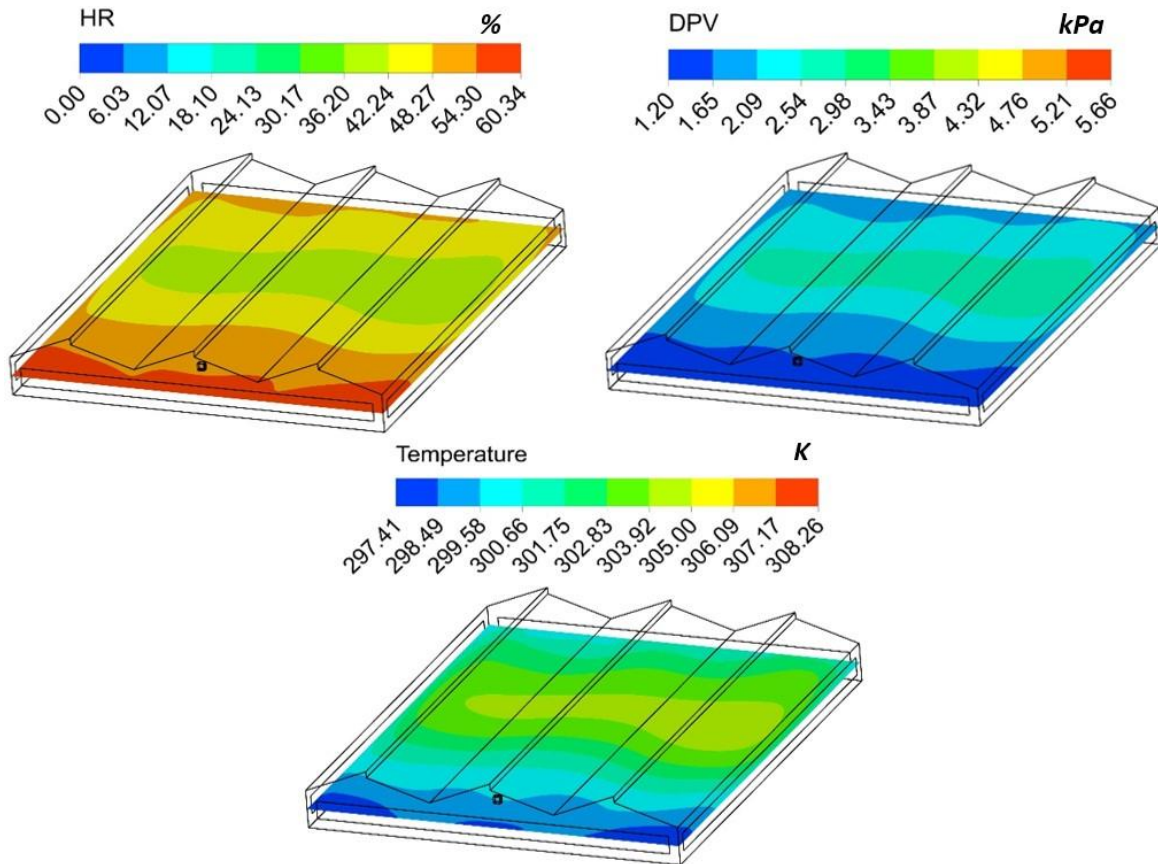 HR %
0.00 6.03 12.07 18.10 24.13 30.17 36.20 42.24 48.27 54.30 60.34
DPV kPa
1.20 1.65 2.09 2.54 2.98 3.43 3.87 4.32 4.76 5.21 5.66
Temperature K
297.41 298.49 299.58 300.66 301.75 302.83 303.92 305.00 306.09 307.17 308.26